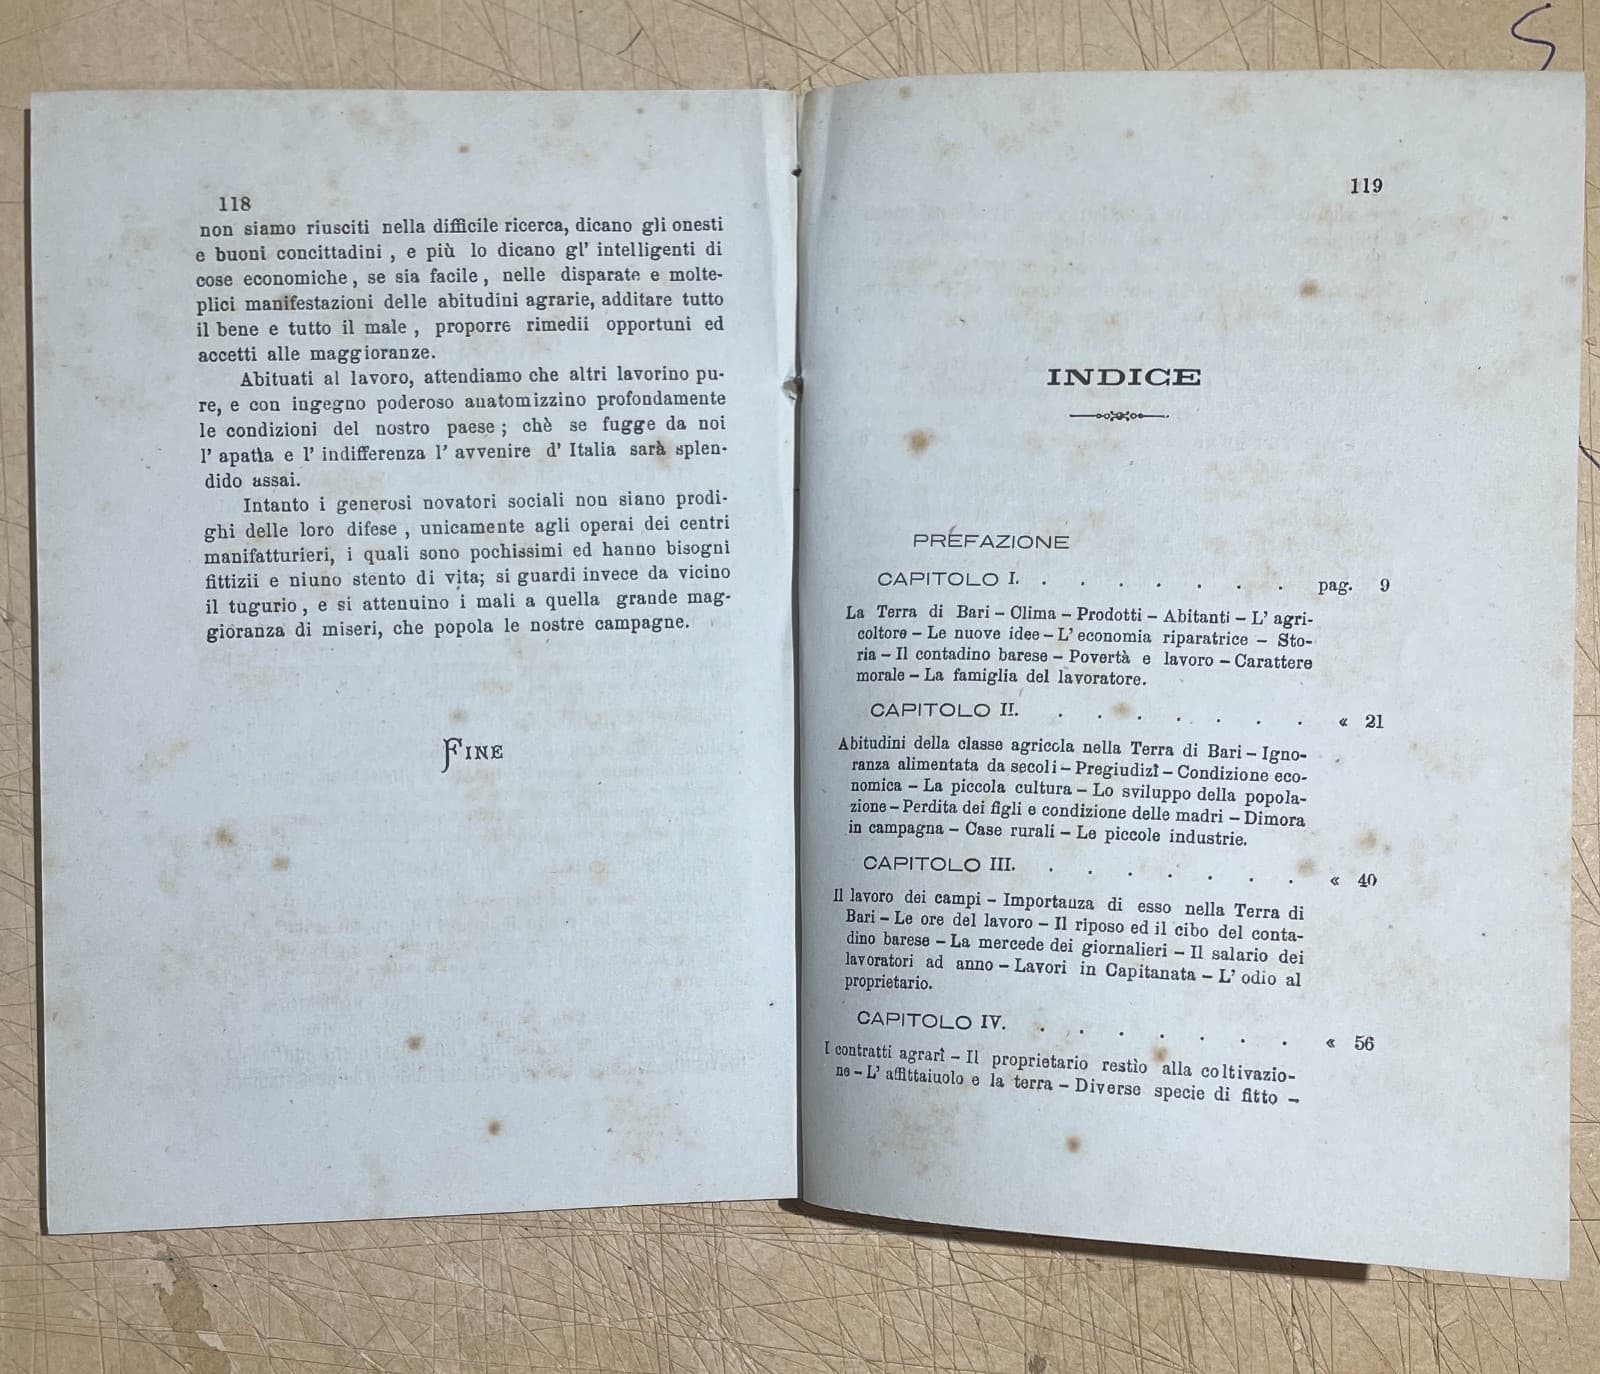 118
non siamo riusciti nella difficile ricerca, dicano gli onesti
e buoni concittadini , e più lo dicano gl' intelligenti di
cose economiche, se sia facile, nelle disparate e molte-
plici manifestazioni delle abitudini agrarie, additare tutto
il bene e tutto il male , proporre rimedii opportuni ed
accetti alle maggioranze.
Abituati al lavoro, attendiamo che altri lavorino pu-
re, e con ingegno poderoso anatomizzino profondamente
le condizioni del nostro paese ; chè se fugge da noi
l' apatia e l' indifferenza l' avvenire d' Italia sarà splen-
dido assai.
Intanto i generosi novatori sociali non siano prodi-
ghi delle loro difese , unicamente agli operai dei centri
manifatturieri, i quali sono pochissimi ed hanno bisogni
fittizii e niuno stento di vita; si guardi invece da vicino
il tugurio , e si attenuino i mali a quella grande mag-
gioranza di miseri, che popola le nostre campagne.
FINE
119
INDICE
PREFAZIONE
CAPITOLO I. . . . . . . . pag. 9
La Terra di Bari – Clima – Prodotti – Abitanti – L' agri-
coltore – Le nuove idee – L' economia riparatrice – Sto-
ria – Il contadino barese – Povertà e lavoro – Carattere
morale – La famiglia del lavoratore.
CAPITOLO II. . . . . . . . « 21
Abitudini della classe agricola nella Terra di Bari – Igno-
ranza alimentata da secoli – Pregiudizî – Condizione eco-
nomica – La piccola cultura – Lo sviluppo della popola-
zione – Perdita dei figli e condizione delle madri – Dimora
in campagna – Case rurali – Le piccole industrie.
CAPITOLO III. . . . . . . . « 40
Il lavoro dei campi – Importanza di esso nella Terra di
Bari – Le ore del lavoro – Il riposo ed il cibo del conta-
dino barese – La mercede dei giornalieri – Il salario dei
lavoratori ad anno – Lavori in Capitanata – L' odio al
proprietario.
CAPITOLO IV. . . . . . . . « 56
I contratti agrarî – Il proprietario restìo alla coltivazio-
ne – L' affittaiuolo e la terra – Diverse specie di fitto –